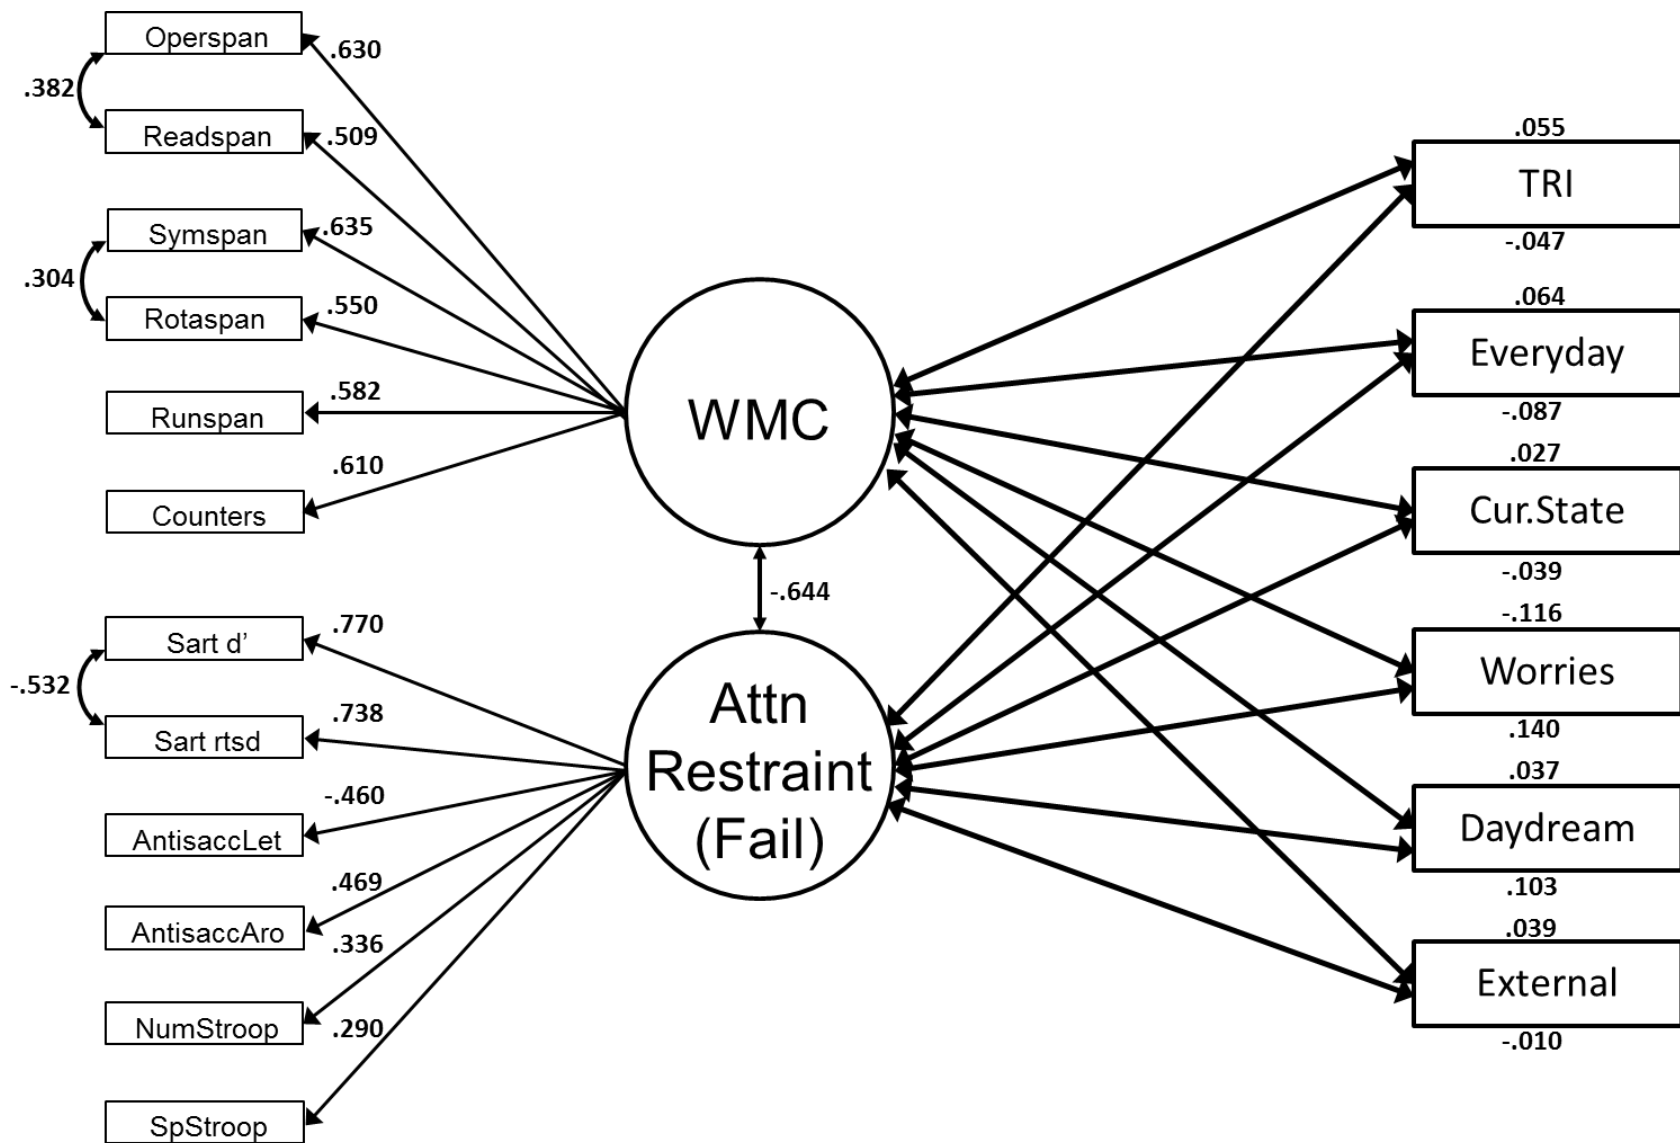 Operspan
.630
.382
Readspan
.509
Symspan
.635
.304
Rotaspan
.550
Runspan
.582
Counters
.610
WMC
-.644
Sart d’
.770
-.532
Sart rtsd
.738
AntisaccLet
-.460
AntisaccAro
.469
NumStroop
.336
SpStroop
.290
Attn
Restraint
(Fail)
.055
TRI
-.047
.064
Everyday
-.087
.027
Cur.State
-.039
-.116
Worries
.140
.037
Daydream
.103
.039
External
-.010